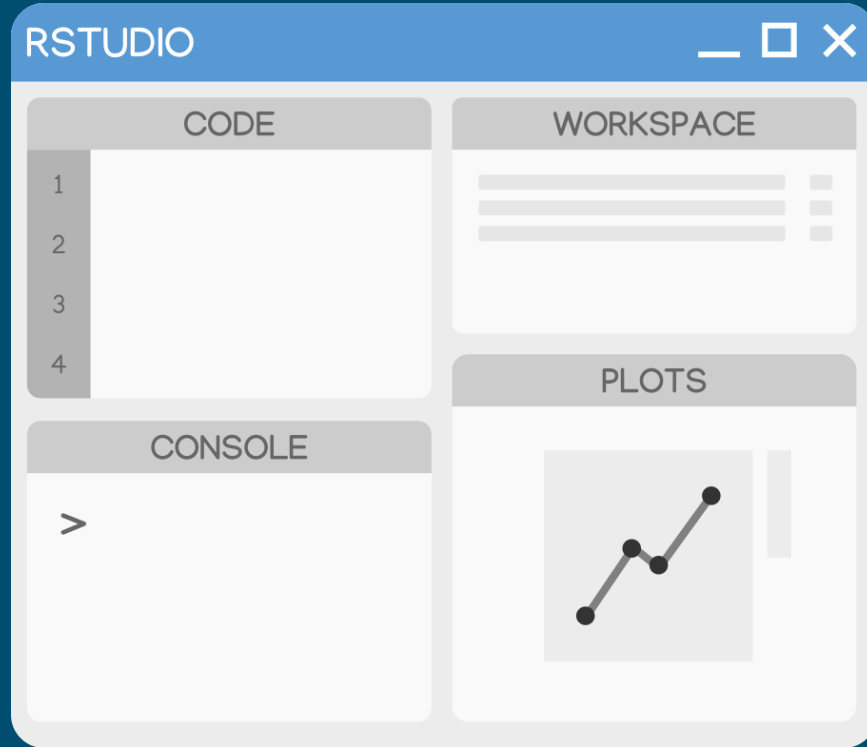 RSTUDIO
CODE
1
2
3
4
CONSOLE
>
WORKSPACE
PLOTS